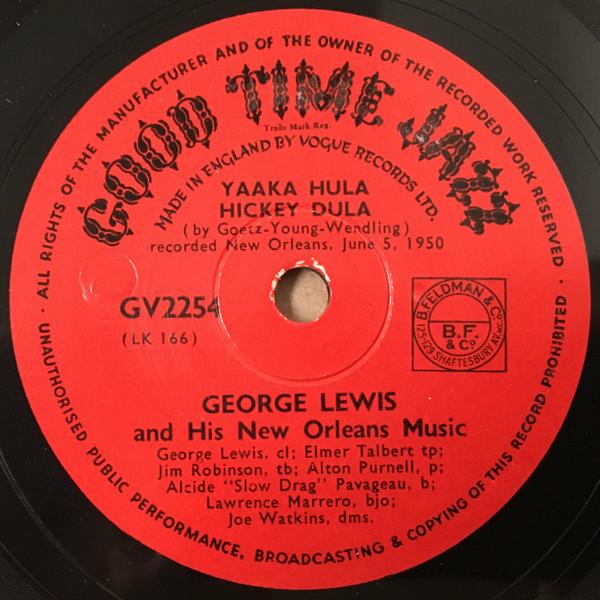 ALL RIGHTS OF THE MANUFACTURER AND OF THE OWNER OF THE RECORDED WORK RESERVED ·
GOOD TIME JAZZ
Trade Mark Reg.
MADE IN ENGLAND BY VOGUE RECORDS LTD.
YAAKA HULA
HICKEY DULA
(by Goetz-Young-Wendling)
recorded New Orleans, June 5, 1950
GV2254
(LK 166)
B. FELDMAN & Co
B.F.
& Co.
125-129 SHAFTESBURY AV. W.C.
GEORGE LEWIS
and His New Orleans Music
George Lewis, cl; Elmer Talbert tp;
Jim Robinson, tb; Alton Purnell, p;
Alcide "Slow Drag" Pavageau, b;
Lawrence Marrero, bjo;
Joe Watkins, dms.
· UNAUTHORISED PUBLIC PERFORMANCE, BROADCASTING & COPYING OF THIS RECORD PROHIBITED ·